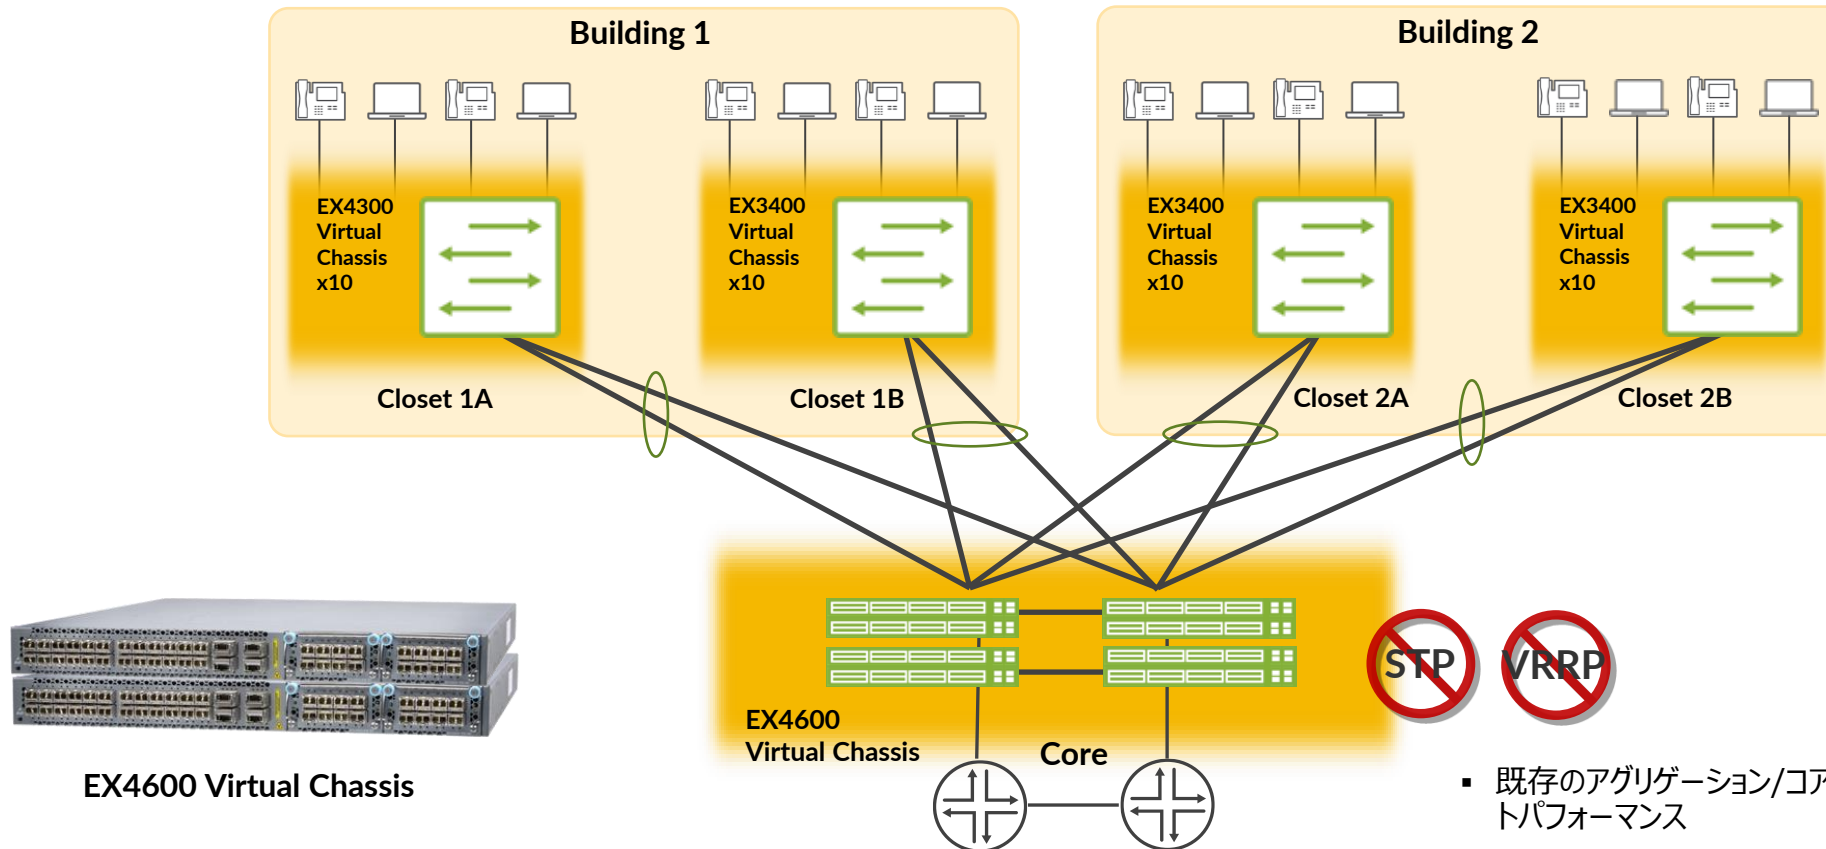 Building 1
Building 2
EX4300
Virtual
Chassis
x10
EX3400
Virtual
Chassis
x10
EX3400
Virtual
Chassis
x10
EX3400
Virtual
Chassis
x10
Closet 1A
Closet 1B
Closet 2A
Closet 2B
STP
VRRP
EX4600
Virtual Chassis
Core
EX4600 Virtual Chassis
▪ 既存のアグリゲーション/コア
トパフォーマンス